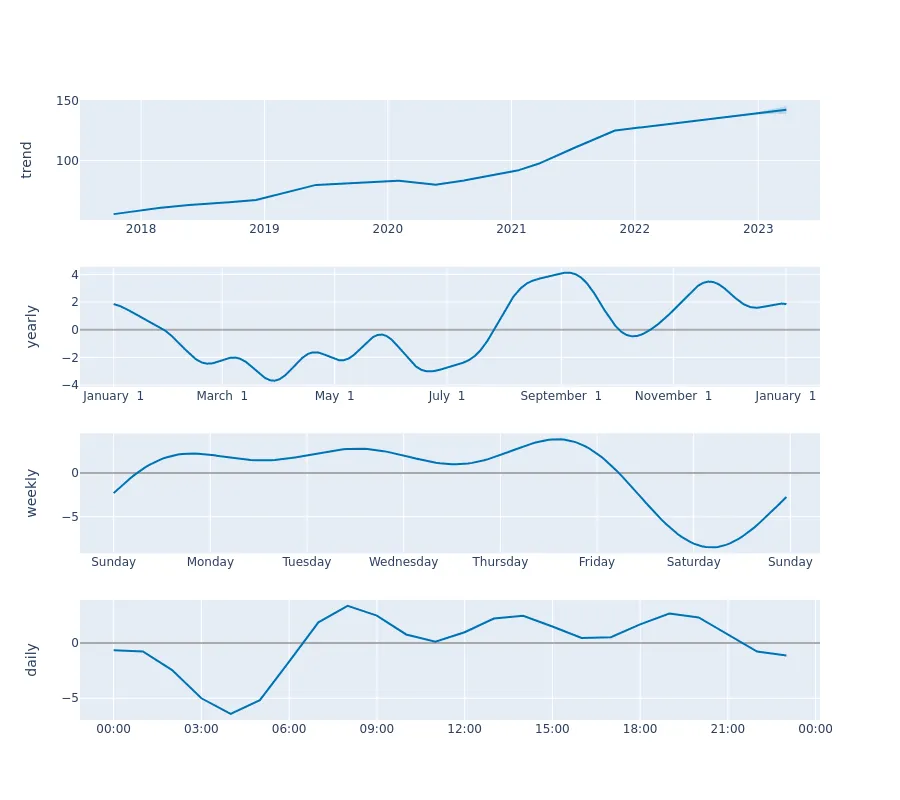 trend
150
100
2018 2019 2020 2021 2022 2023
yearly
4
2
0
−2
−4
January 1 March 1 May 1 July 1 September 1 November 1 January 1
weekly
0
−5
Sunday Monday Tuesday Wednesday Thursday Friday Saturday Sunday
daily
0
−5
00:00 03:00 06:00 09:00 12:00 15:00 18:00 21:00 00:00